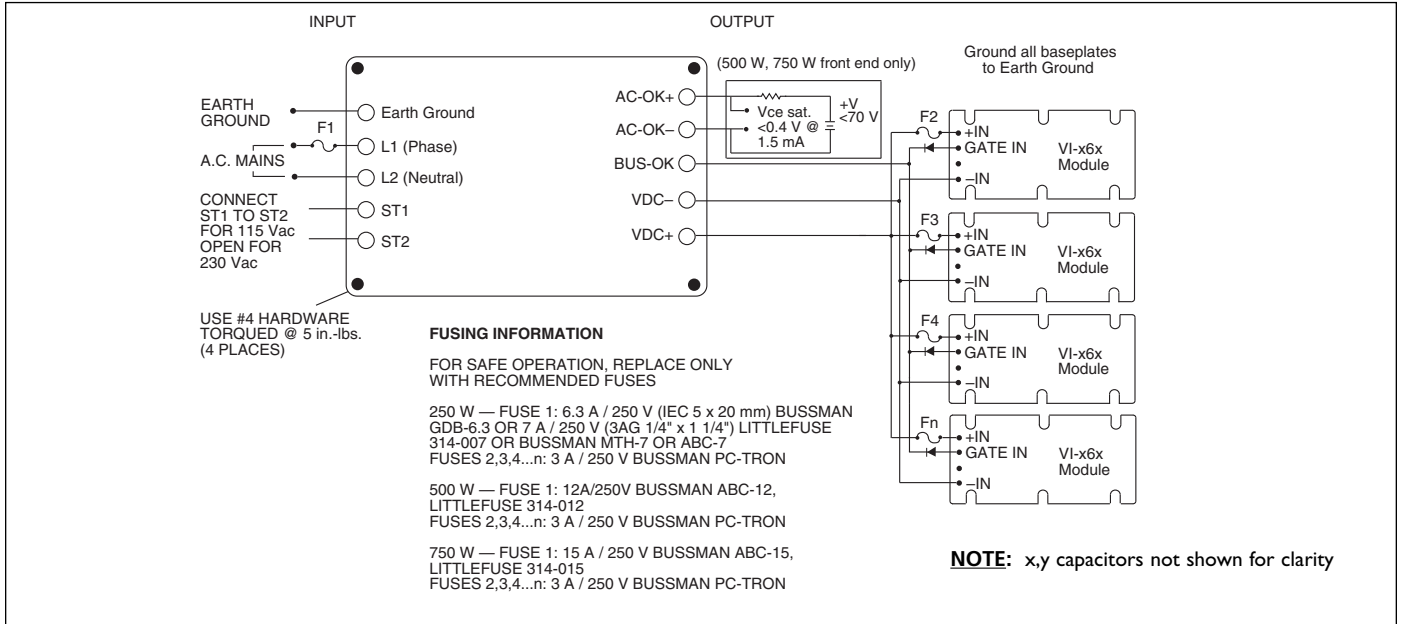 INPUT
OUTPUT
EARTH
GROUND
F1
A.C. MAINS
CONNECT
ST1 TO ST2
FOR 115 Vac
OPEN FOR
230 Vac
USE #4 HARDWARE
TORQUED @ 5 in.-lbs.
(4 PLACES)
Earth Ground
L1 (Phase)
L2 (Neutral)
ST1
ST2
AC-OK+
AC-OK–
BUS-OK
VDC–
VDC+
(500 W, 750 W front end only)
Vce sat.
<0.4 V @
1.5 mA
+V
<70 V
Ground all baseplates
to Earth Ground
F2
+IN
GATE IN
–IN
VI-x6x
Module
F3
+IN
GATE IN
–IN
VI-x6x
Module
F4
+IN
GATE IN
–IN
VI-x6x
Module
Fn
+IN
GATE IN
–IN
VI-x6x
Module
FUSING INFORMATION
FOR SAFE OPERATION, REPLACE ONLY
WITH RECOMMENDED FUSES
250 W — FUSE 1: 6.3 A / 250 V (IEC 5 x 20 mm) BUSSMAN
GDB-6.3 OR 7 A / 250 V (3AG 1/4" x 1 1/4") LITTLEFUSE
314-007 OR BUSSMAN MTH-7 OR ABC-7
FUSES 2,3,4...n: 3 A / 250 V BUSSMAN PC-TRON
500 W — FUSE 1: 12A/250V BUSSMAN ABC-12,
LITTLEFUSE 314-012
FUSES 2,3,4...n: 3 A / 250 V BUSSMAN PC-TRON
750 W — FUSE 1: 15 A / 250 V BUSSMAN ABC-15,
LITTLEFUSE 314-015
FUSES 2,3,4...n: 3 A / 250 V BUSSMAN PC-TRON
NOTE: x,y capacitors not shown for clarity